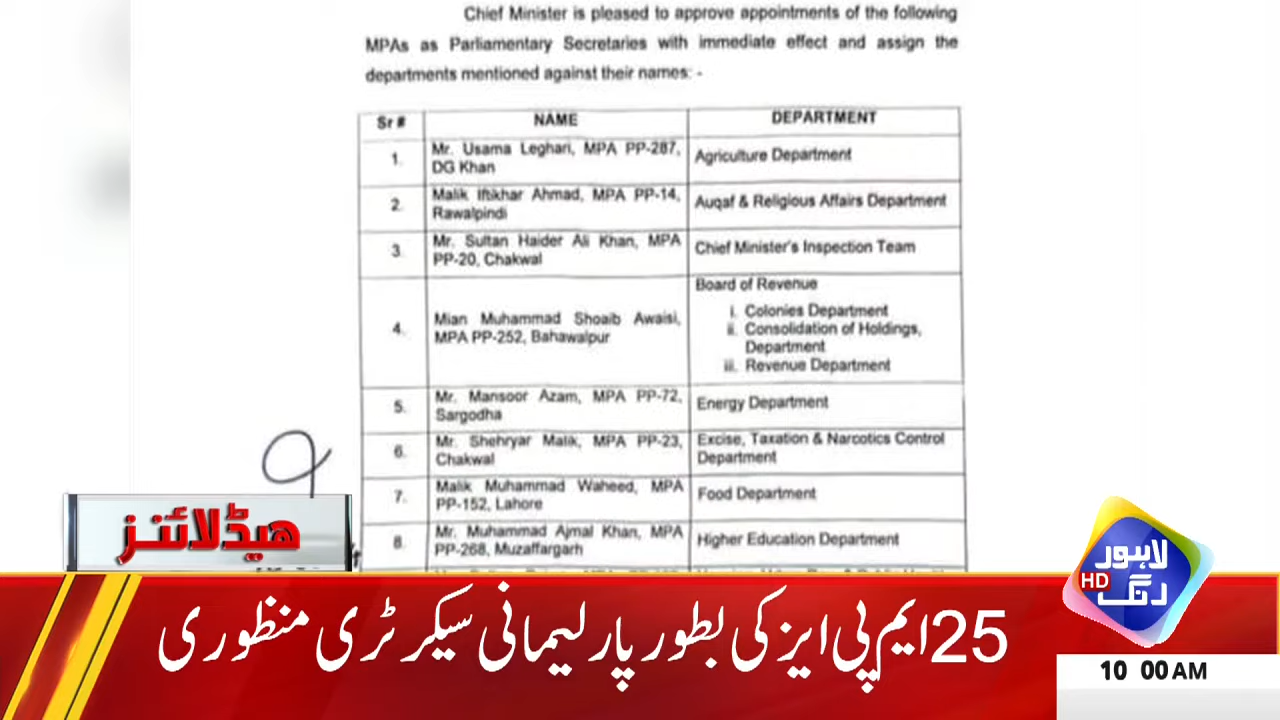 Chief Minister is pleased to approve appointments of the following
MPAs as Parliamentary Secretaries with immediate effect and assign the
departments mentioned against their names: -
Sr # NAME DEPARTMENT
1. Mr. Usama Leghari, MPA PP-287,
DG Khan
Agriculture Department
2. Malik Iftikhar Ahmad, MPA PP-14,
Rawalpindi
Auqaf & Religious Affairs Department
3. Mr. Sultan Haider Ali Khan, MPA
PP-20, Chakwal
Chief Minister's Inspection Team
4. Mian Muhammad Shoaib Awaisi,
MPA PP-252, Bahawalpur
Board of Revenue
i. Colonies Department
ii. Consolidation of Holdings,
Department
iii. Revenue Department
5. Mr. Mansoor Azam, MPA PP-72,
Sargodha
Energy Department
6. Mr. Shehryar Malik, MPA PP-23,
Chakwal
Excise, Taxation & Narcotics Control
Department
7. Malik Muhammad Waheed, MPA
PP-152, Lahore
Food Department
8. Mr. Muhammad Ajmal Khan, MPA
PP-268, Muzaffargarh
Higher Education Department
ہیڈلائنز
25 ایم پی ایز کی بطور پارلیمانی سیکرٹری منظوری
لاہور
رنگ HD
10 00 AM